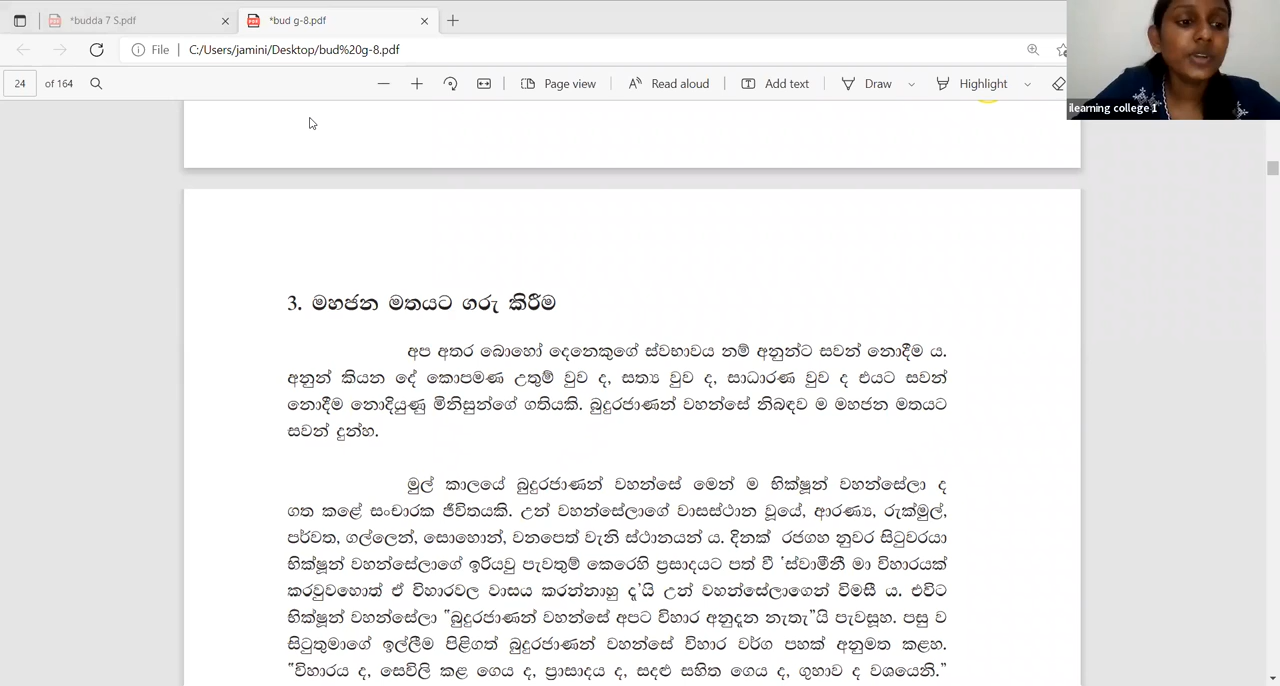 *budda 7 S.pdf
*bud g-8.pdf
File
C:/Users/jamini/Desktop/bud%20g-8.pdf
24 of 164
Page view
Read aloud
Add text
Draw
Highlight
ilearning college 1
3. මහජන මතයට ගරු කිරීම
අප අතර බොහෝ දෙනෙකුගේ ස්වභාවය නම් අනුන්ට සවන් නොදීම ය.
අනුන් කියන දේ කොපමණ උතුම් වුව ද, සත්‍ය වුව ද, සාධාරණ වුව ද එයට සවන්
නොදීම නොදියුණු මිනිසුන්ගේ ගතියකි. බුදුරජාණන් වහන්සේ නිබඳව ම මහජන මතයට
සවන් දුන්හ.
මුල් කාලයේ බුදුරජාණන් වහන්සේ මෙන් ම භික්ෂූන් වහන්සේලා ද
ගත කළේ සංචාරක ජීවිතයකි. උන් වහන්සේලාගේ වාසස්ථාන වූයේ, ආරණ්‍ය, රුක්මුල්,
පර්වත, ගල්ලෙන්, සොහොන්, වනපෙත් වැනි ස්ථානයන් ය. දිනක් රජගහ නුවර සිටුවරයා
භික්ෂූන් වහන්සේලාගේ ඉරියවු පැවතුම් කෙරෙහි ප්‍රසාදයට පත් වී ‘ස්වාමීනී මා විහාරයක්
කරවුවහොත් ඒ විහාරවල වාසය කරන්නාහු දැ’යි උන් වහන්සේලාගෙන් විමසී ය. එවිට
භික්ෂූන් වහන්සේලා “බුදුරජාණන් වහන්සේ අපට විහාර අනුදන නැතැ”යි පැවසූහ. පසු ව
සිටුතුමාගේ ඉල්ලීම පිළිගත් බුදුරජාණන් වහන්සේ විහාර වර්ග පහක් අනුමත කළහ.
“විහාරය ද, සෙවිලි කළ ගෙය ද, ප්‍රාසාදය ද, සඳළු සහිත ගෙය ද, ගුහාව ද වශයෙනි.”